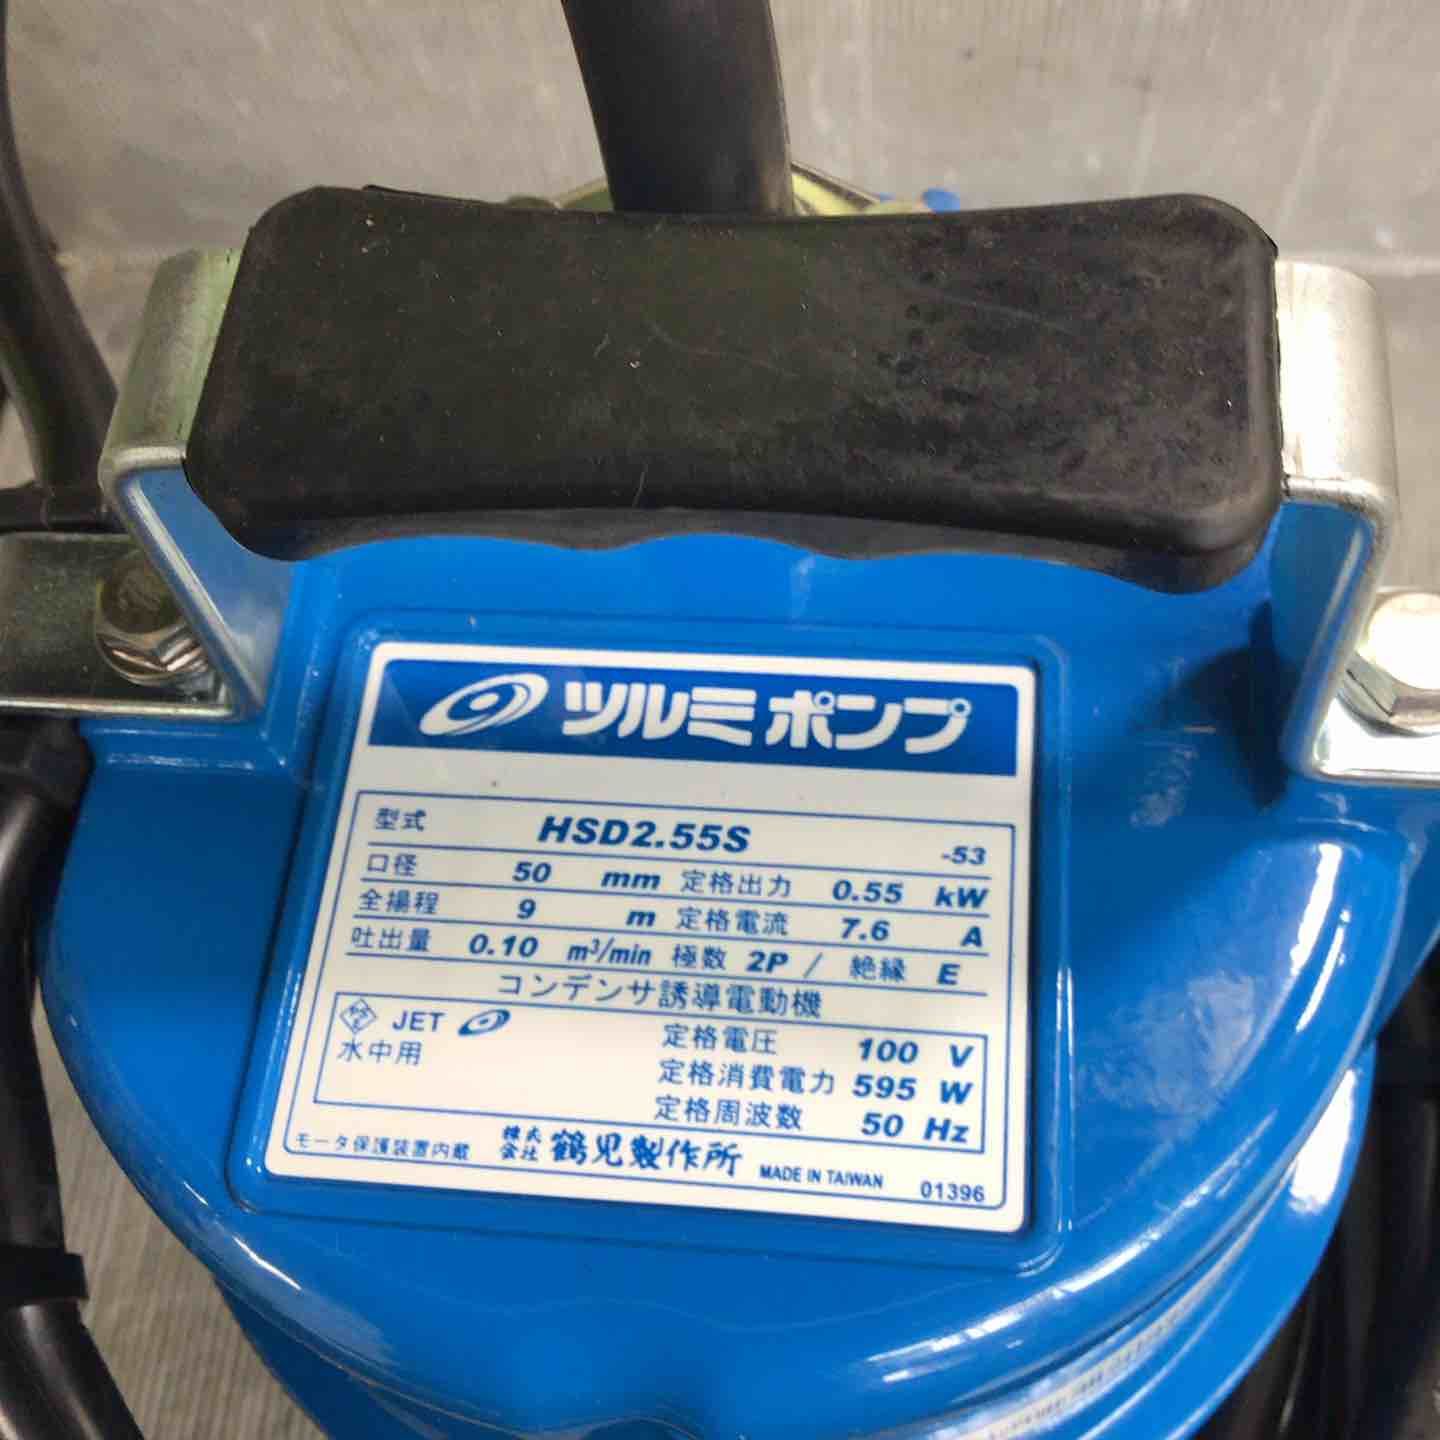 ツルミポンプ
型式 HSD2.55S -53
口径 50 mm 定格出力 0.55 kW
全揚程 9 m 定格電流 7.6 A
吐出量 0.10 m³/min 極数 2P / 絶縁 E
コンデンサ誘導電動機
JET 定格電圧 100 V
水中用 定格消費電力 595 W
定格周波数 50 Hz
モータ保護装置内蔵 株式会社 鶴見製作所 MADE IN TAIWAN 01396